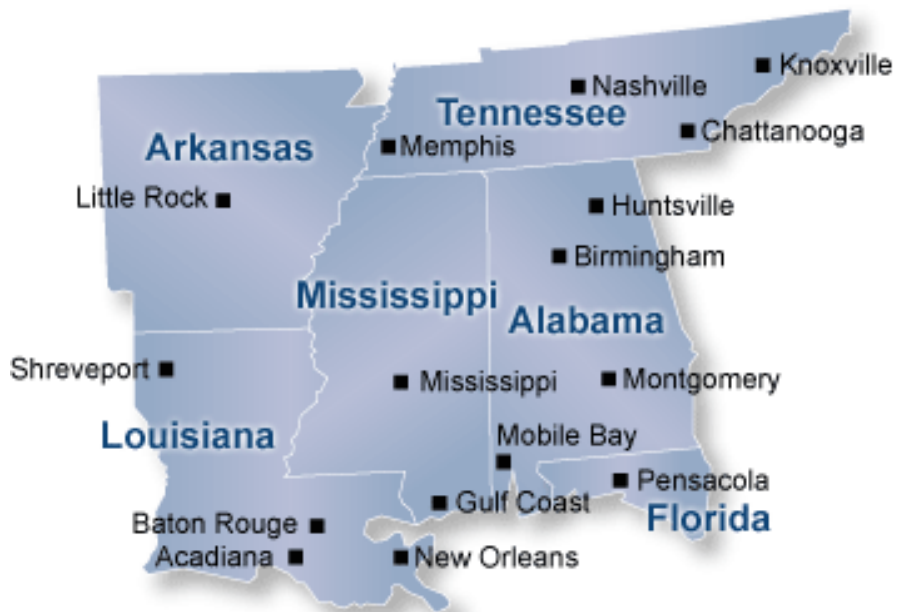 Knoxville
Nashville
Tennessee
Chattanooga
Arkansas
Memphis
Little Rock
Huntsville
Birmingham
Mississippi
Alabama
Shreveport
Mississippi
Montgomery
Louisiana
Mobile Bay
Pensacola
Gulf Coast
Florida
Baton Rouge
Acadiana
New Orleans